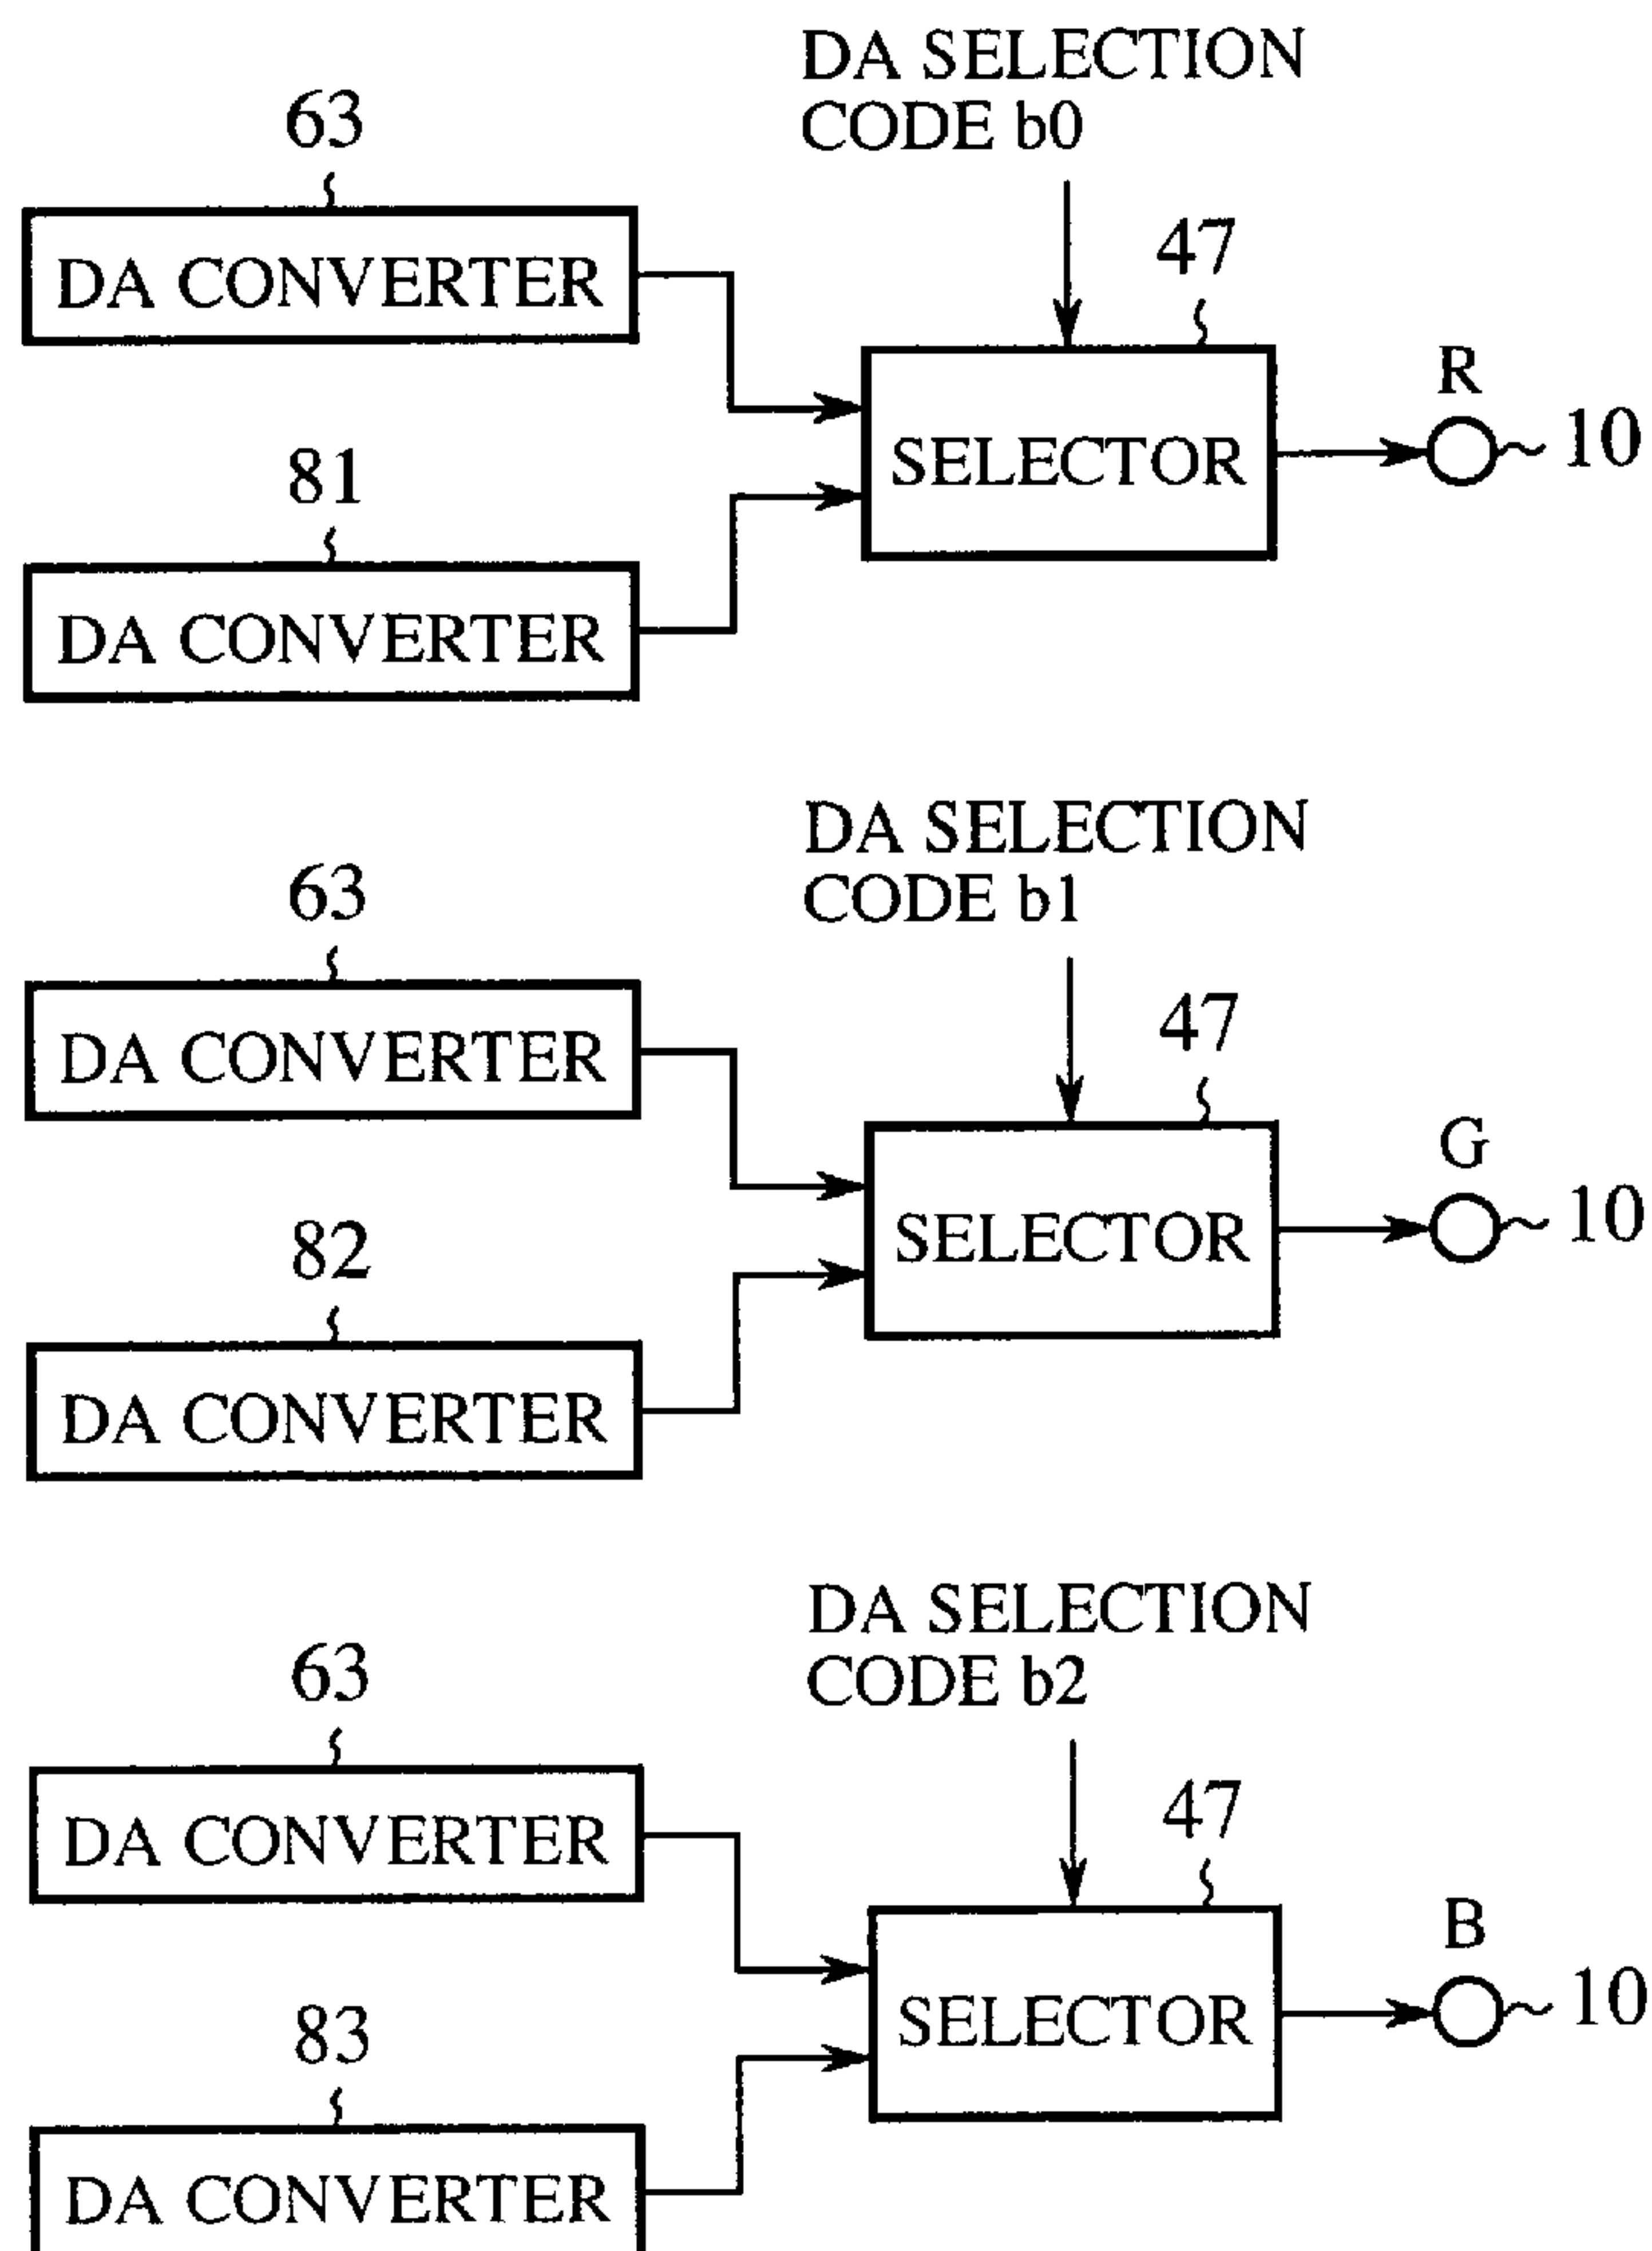 DA SELECTION
CODE b0
63
DA CONVERTER
47
R
SELECTOR
10
81
DA CONVERTER
DA SELECTION
CODE b1
63
DA CONVERTER
47
G
SELECTOR
10
82
DA CONVERTER
DA SELECTION
CODE b2
63
DA CONVERTER
47
B
SELECTOR
10
83
DA CONVERTER